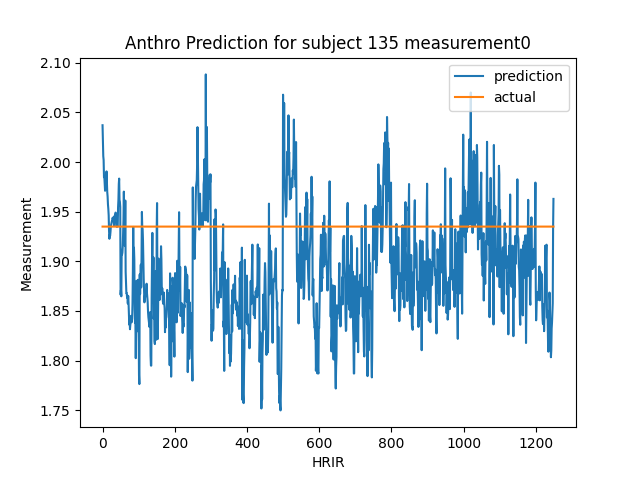 Anthro Prediction for subject 135 measurement0
prediction
actual
2.10
2.05
2.00
1.95
1.90
1.85
1.80
1.75
Measurement
0 200 400 600 800 1000 1200
HRIR